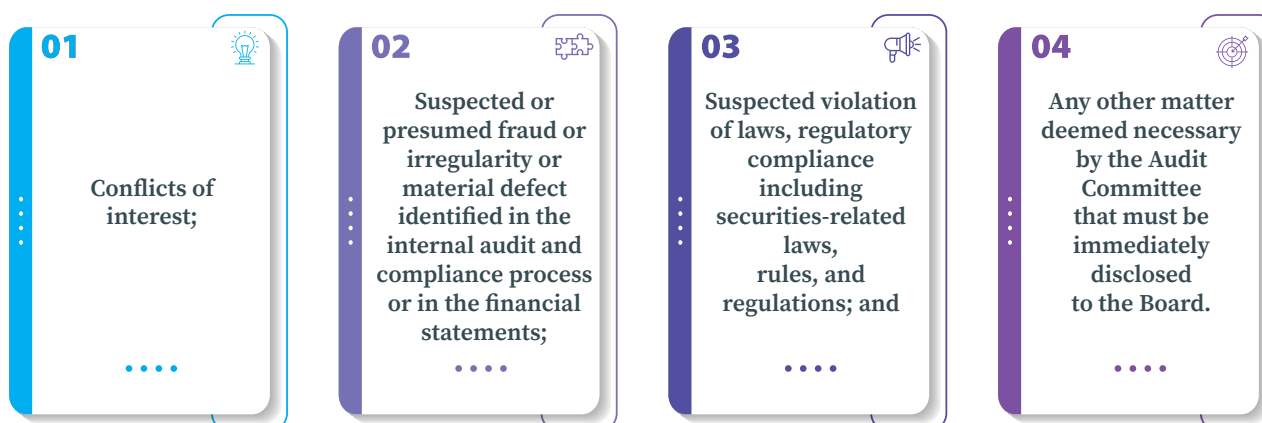 01
Conflicts of
interest;
02
Suspected or
presumed fraud or
irregularity or
material defect
identified in the
internal audit and
compliance process
or in the financial
statements;
03
Suspected violation
of laws, regulatory
compliance
including
securities-related
laws,
rules, and
regulations; and
04
Any other matter
deemed necessary
by the Audit
Committee
that must be
immediately
disclosed
to the Board.